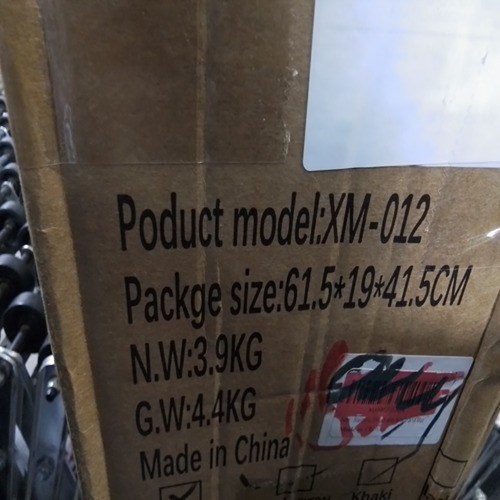 Poduct model:XM-012
Packge size:61.5*19*41.5CM
N.W:3.9KG
G.W:4.4KG
Made in China
Khaki